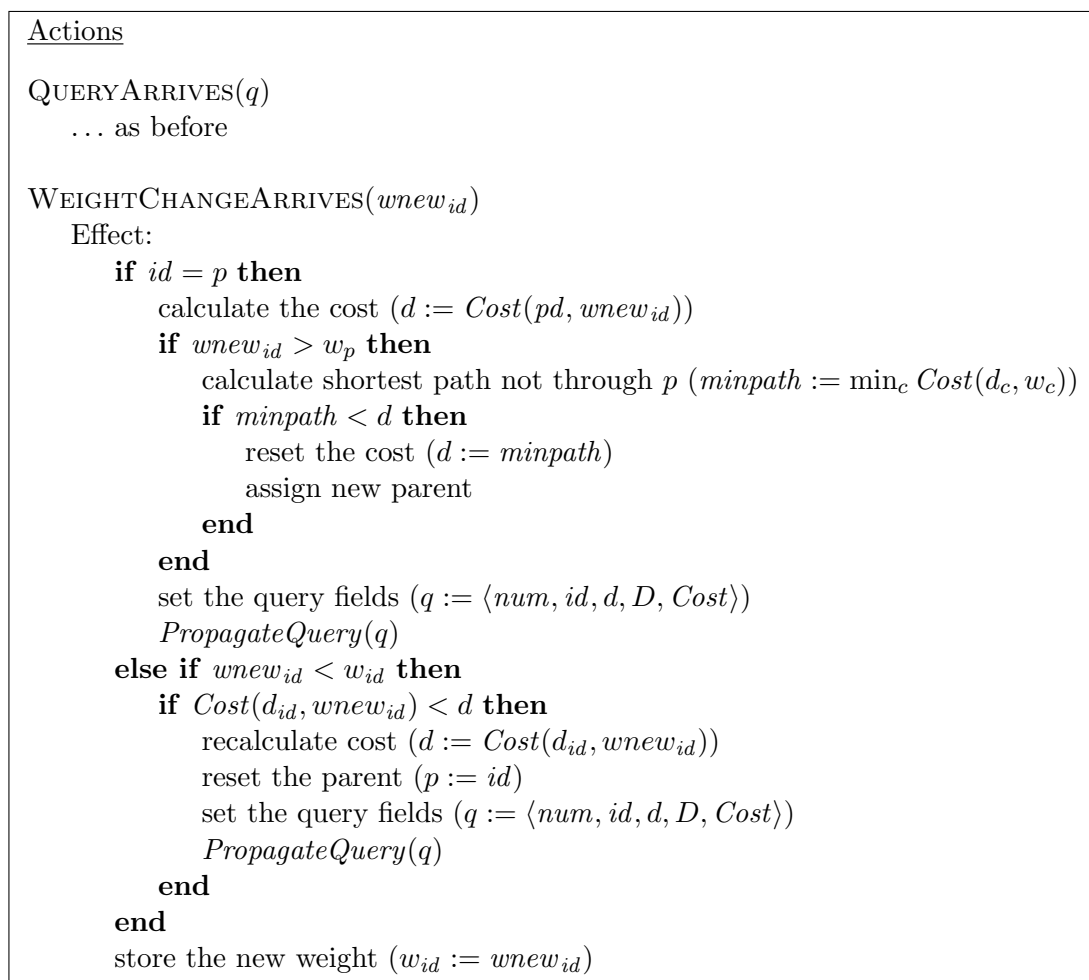 Actions
QUERYARRIVES(q)
... as before
WEIGHTCHANGEARRIVES(wnew_id)
Effect:
if id = p then
calculate the cost (d := Cost(pd, wnew_id))
if wnew_id > w_p then
calculate shortest path not through p (minpath := min_c Cost(d_c, w_c))
if minpath < d then
reset the cost (d := minpath)
assign new parent
end
end
set the query fields (q := ⟨num, id, d, D, Cost⟩)
PropagateQuery(q)
else if wnew_id < w_id then
if Cost(d_id, wnew_id) < d then
recalculate cost (d := Cost(d_id, wnew_id))
reset the parent (p := id)
set the query fields (q := ⟨num, id, d, D, Cost⟩)
PropagateQuery(q)
end
end
store the new weight (w_id := wnew_id)